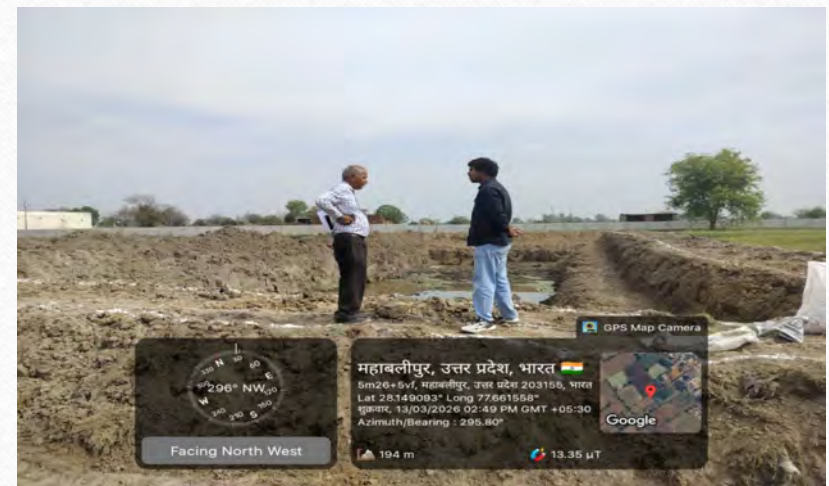 GPS Map Camera
296° NW
Facing North West
महाबलीपुर, उत्तर प्रदेश, भारत
5m26+5vf, महाबलीपुर, उत्तर प्रदेश 203155, भारत
Lat 28.149093° Long 77.661558°
शुक्रवार, 13/03/2026 02:49 PM GMT +05:30
Azimuth/Bearing : 295.80°
Google
194 m
13.35 µT